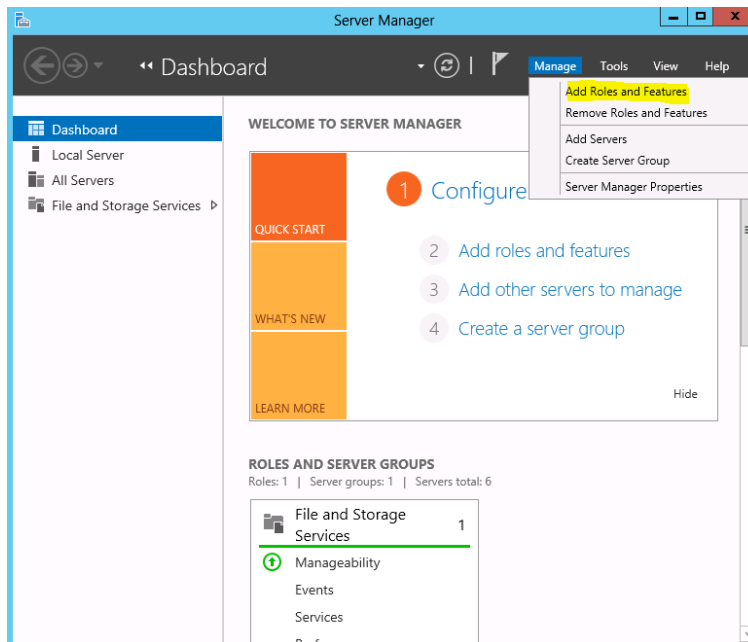 Server Manager
Dashboard
Manage Tools View Help
Add Roles and Features
Remove Roles and Features
Add Servers
Create Server Group
Server Manager Properties
Dashboard
Local Server
All Servers
File and Storage Services
WELCOME TO SERVER MANAGER
QUICK START
WHAT'S NEW
LEARN MORE
1 Configure
2 Add roles and features
3 Add other servers to manage
4 Create a server group
Hide
ROLES AND SERVER GROUPS
Roles: 1 | Server groups: 1 | Servers total: 6
File and Storage
Services
1
Manageability
Events
Services